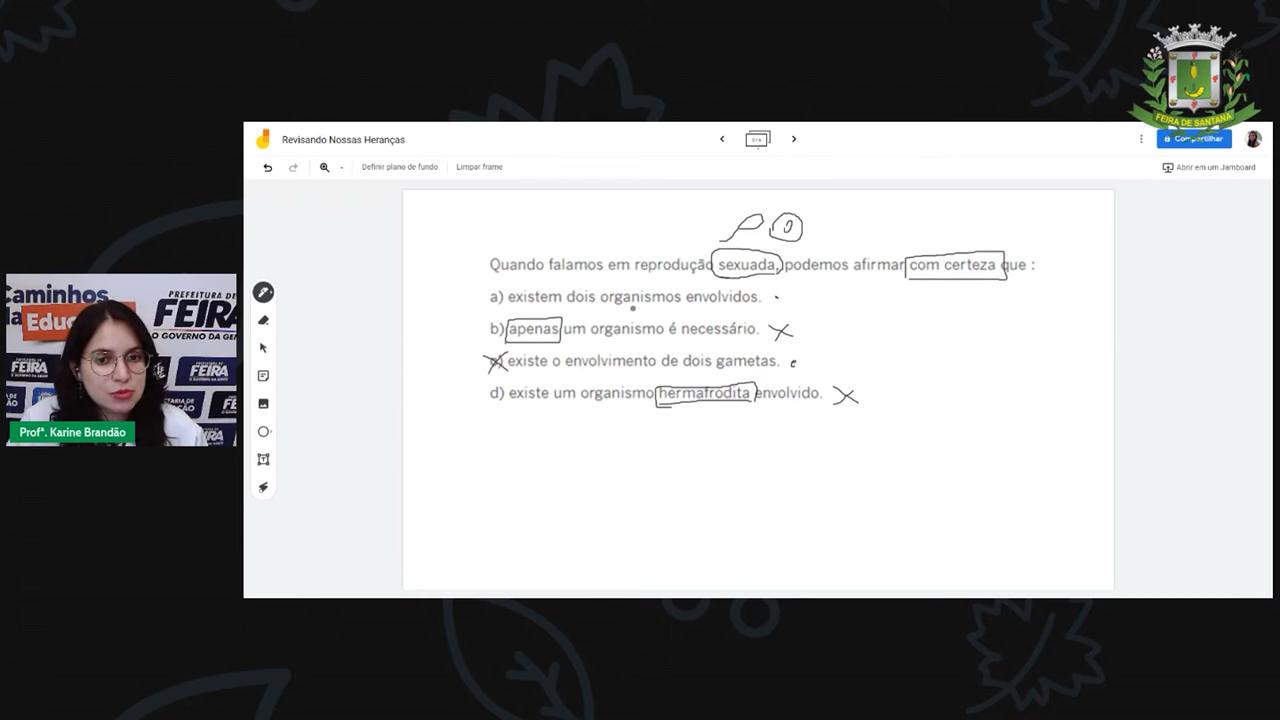 FEIRA DE SANTANA
Revisando Nossas Heranças
Compartilhar
Definir plano de fundo
Limpar frame
Abrir em um Jamboard
Quando falamos em reprodução sexuada, podemos afirmar com certeza que :
a) existem dois organismos envolvidos.
b) apenas um organismo é necessário.
c) existe o envolvimento de dois gametas.
d) existe um organismo hermafrodita envolvido.
Caminhos
da
Educ
PREFEITURA DE
FEIRA
O GOVERNO DA GEN
FEIRA
FEIRA
FEIRA
Profª. Karine Brandão